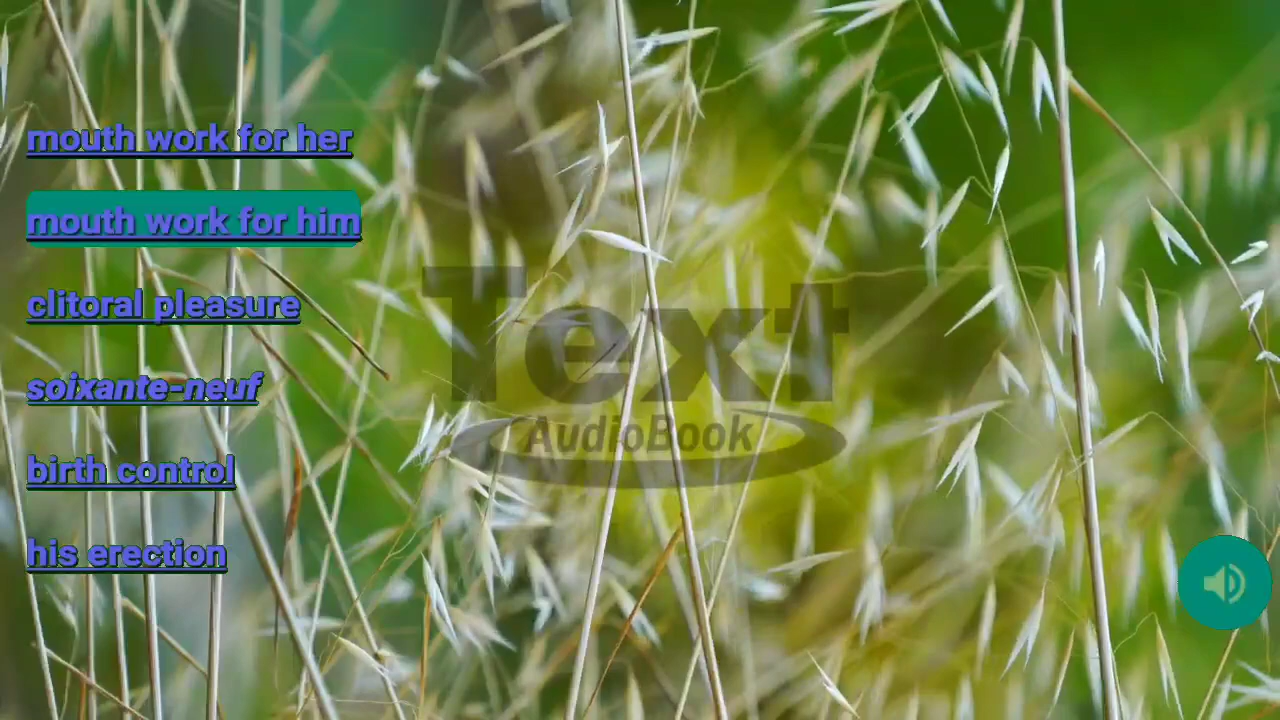 mouth work for her
mouth work for him
clitoral pleasure
soixante-neuf
birth control
his erection
Text
AudioBook